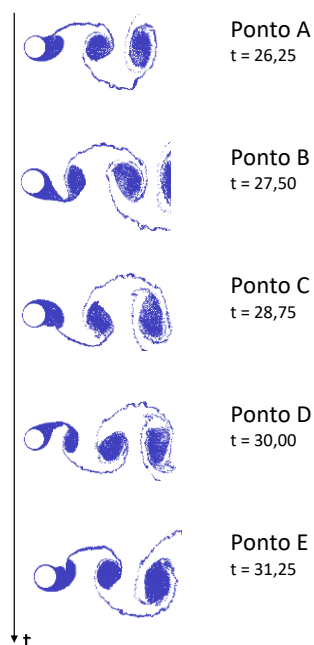 Ponto A
t = 26,25
Ponto B
t = 27,50
Ponto C
t = 28,75
Ponto D
t = 30,00
Ponto E
t = 31,25
t